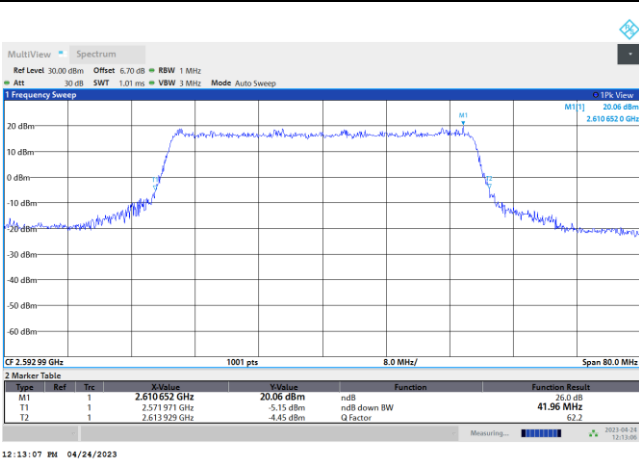 MultiView Spectrum
Ref Level 30.00 dBm Offset 6.70 dB RBW 1 MHz
Att 30 dB SWT 1.01 ms VBW 3 MHz Mode Auto Sweep
1 Frequency Sweep 1Pk View
M1[1] 20.06 dBm
2.610 652 0 GHz
M1
20 dBm
10 dBm
0 dBm
T1
T2
-10 dBm
-20 dBm
-30 dBm
-40 dBm
-50 dBm
-60 dBm
CF 2.592 99 GHz 1001 pts 8.0 MHz/ Span 80.0 MHz
2 Marker Table
Type Ref Trc X-Value Y-Value Function Function Result
M1 1 2.610 652 GHz 20.06 dBm ndB 26.0 dB
T1 1 2.571 971 GHz -5.15 dBm ndB down BW 41.96 MHz
T2 1 2.613 929 GHz -4.45 dBm Q Factor 62.2
Measuring... 2023-04-24
12:13:06
12:13:07 PM 04/24/2023